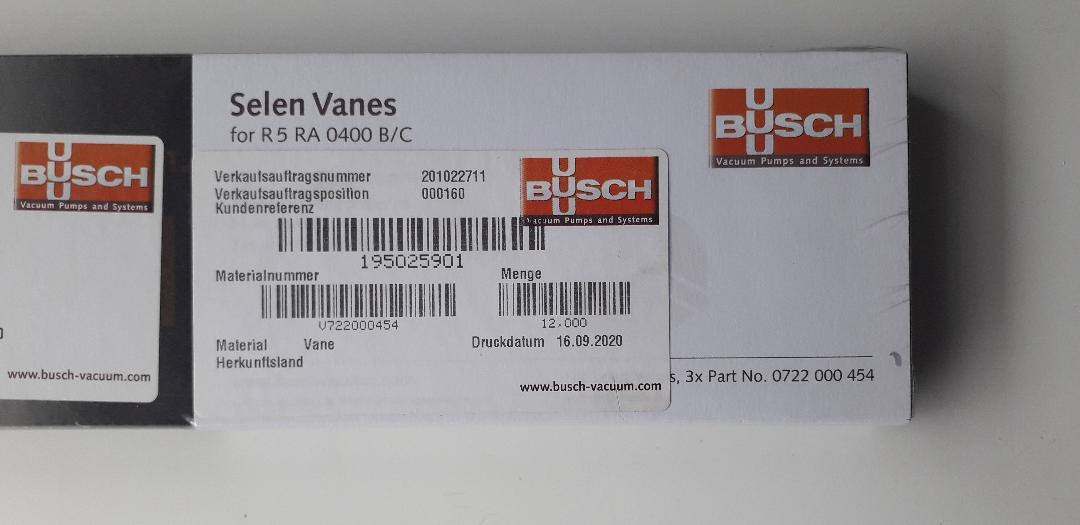 Selen Vanes
for R 5 RA 0400 B/C
BUSCH
Vacuum Pumps and Systems
BUSCH
Vacuum Pumps and Systems
www.busch-vacuum.com
Verkaufsauftragsnummer 201022711
Verkaufsauftragsposition 000160
Kundenreferenz
BUSCH
Vacuum Pumps and Systems
195025901
Materialnummer Menge
V722000454 12,000
Material Vane Druckdatum 16.09.2020
Herkunftsland
www.busch-vacuum.com
s, 3x Part No. 0722 000 454